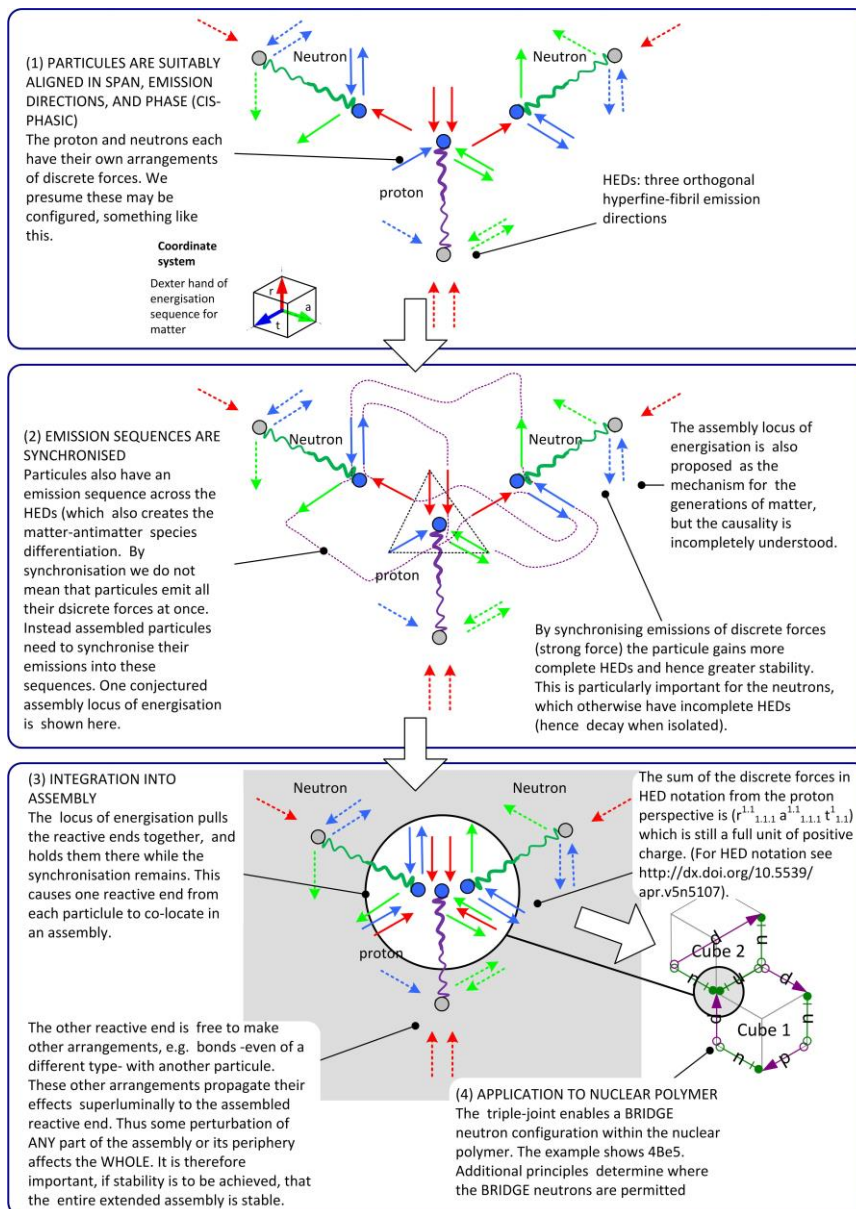 (1) PARTICULES ARE SUITABLY
ALIGNED IN SPAN, EMISSION
DIRECTIONS, AND PHASE (CIS-
PHASIC)
The proton and neutrons each
have their own arrangements
of discrete forces. We
presume these may be
configured, something like
this.
Neutron
Neutron
proton
HEDs: three orthogonal
hyperfine-fibril emission
directions
Coordinate
system
Dexter hand of
energisation
sequence for
matter
r
a
t
(2) EMISSION SEQUENCES ARE
SYNCHRONISED
Particules also have an
emission sequence across the
HEDs (which also creates the
matter-antimatter species
differentiation. By
synchronisation we do not
mean that particules emit all
their dsicrete forces at once.
Instead assembled particules
need to synchronise their
emissions into these
sequences. One conjectured
assembly locus of energisation
is shown here.
Neutron
Neutron
proton
The assembly locus of
energisation is also
proposed as the
mechanism for the
generations of matter,
but the causality is
incompletely understood.
By synchronising emissions of discrete forces
(strong force) the particule gains more
complete HEDs and hence greater stability.
This is particularly important for the neutrons,
which otherwise have incomplete HEDs
(hence decay when isolated).
(3) INTEGRATION INTO
ASSEMBLY
The locus of energisation pulls
the reactive ends together, and
holds them there while the
synchronisation remains. This
causes one reactive end from
each particlule to co-locate in
an assembly.
Neutron
Neutron
proton
The sum of the discrete forces in
HED notation from the proton
perspective is (r^1.1_1.1.1 a^1.1_1.1.1 t^1_1.1)
which is still a full unit of positive
charge. (For HED notation see
http://dx.doi.org/10.5539/
apr.v5n5107).
The other reactive end is free to make
other arrangements, e.g. bonds -even of a
different type- with another particule.
These other arrangements propagate their
effects superluminally to the assembled
reactive end. Thus some perturbation of
ANY part of the assembly or its periphery
affects the WHOLE. It is therefore
important, if stability is to be achieved, that
the entire extended assembly is stable.
p
n
Cube 2
n
n
p
p
Cube 1
n
n
p
(4) APPLICATION TO NUCLEAR POLYMER
The triple-joint enables a BRIDGE
neutron configuration within the nuclear
polymer. The example shows 4Be5.
Additional principles determine where
the BRIDGE neutrons are permitted